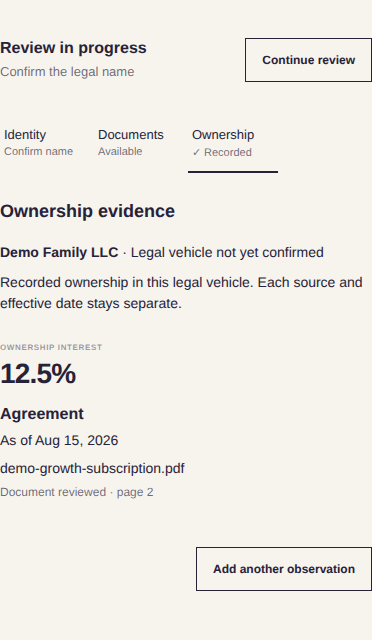 Review in progress
Confirm the legal name
Continue review
Identity
Confirm name
Documents
Available
Ownership
✓ Recorded
Ownership evidence
Demo Family LLC · Legal vehicle not yet confirmed
Recorded ownership in this legal vehicle. Each source and
effective date stays separate.
OWNERSHIP INTEREST
12.5%
Agreement
As of Aug 15, 2026
demo-growth-subscription.pdf
Document reviewed · page 2
Add another observation